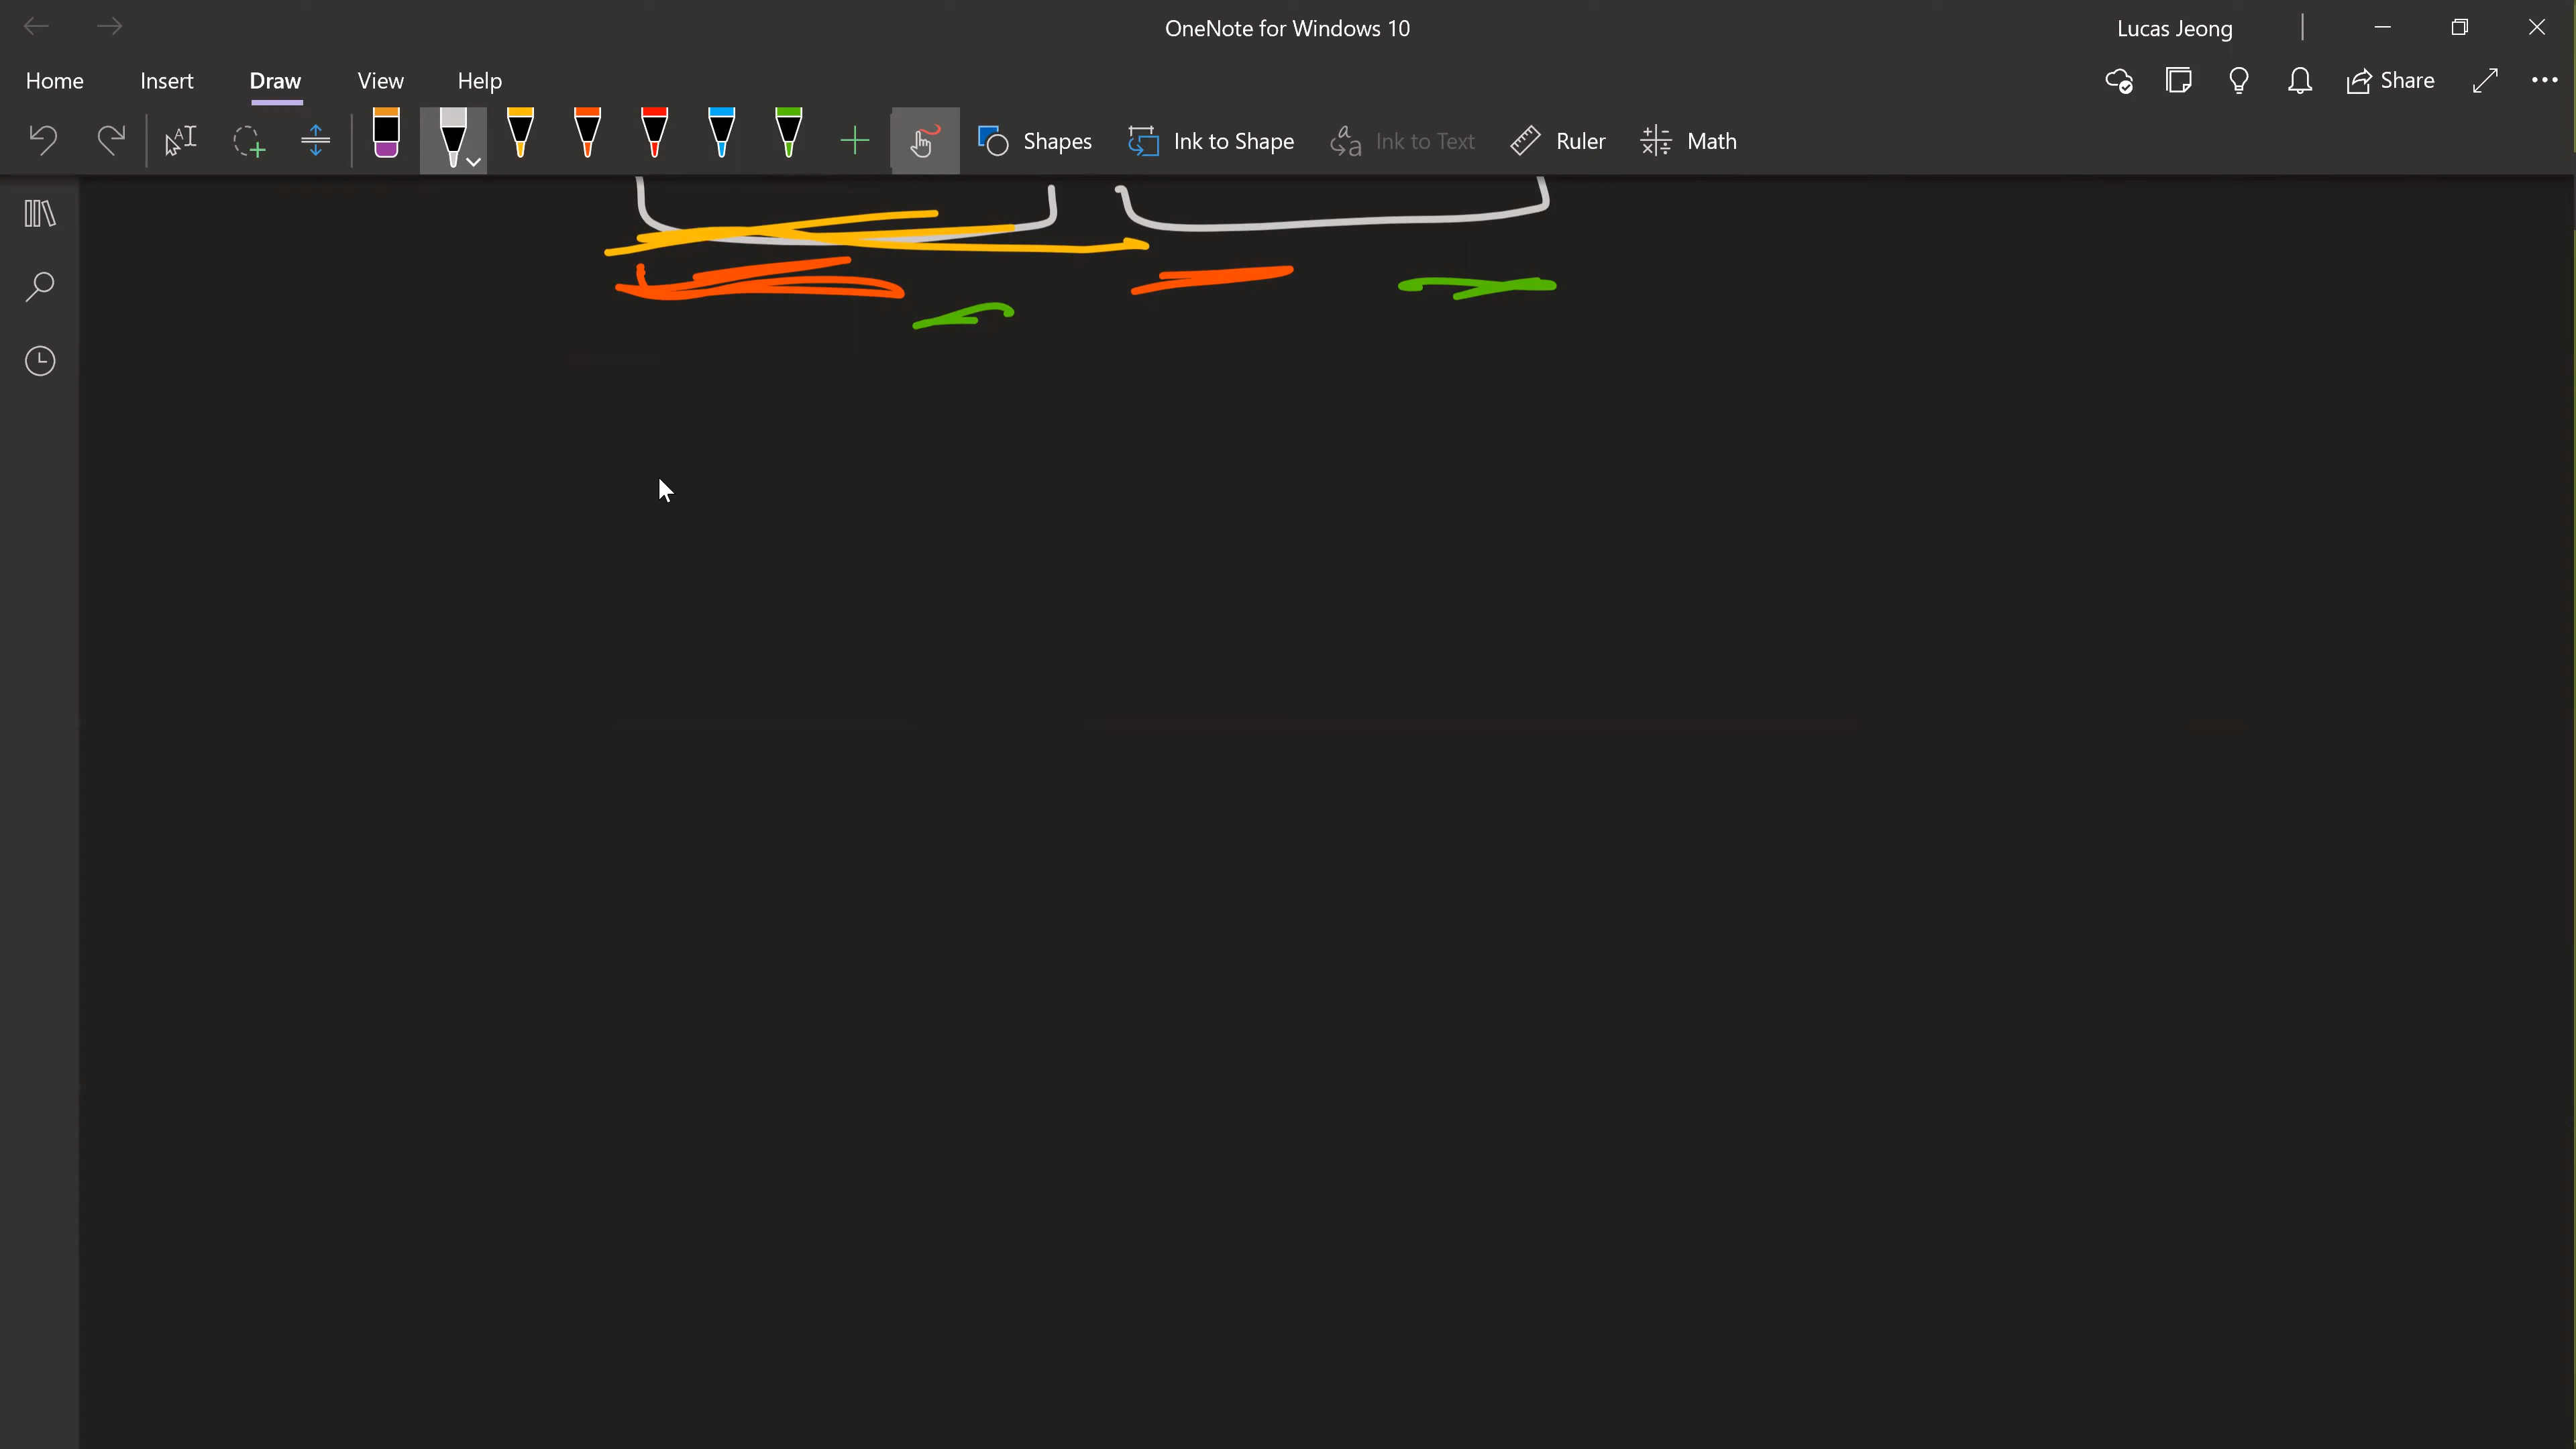 OneNote for Windows 10
Lucas Jeong
Home Insert Draw View Help
Share
Shapes Ink to Shape Ink to Text Ruler Math